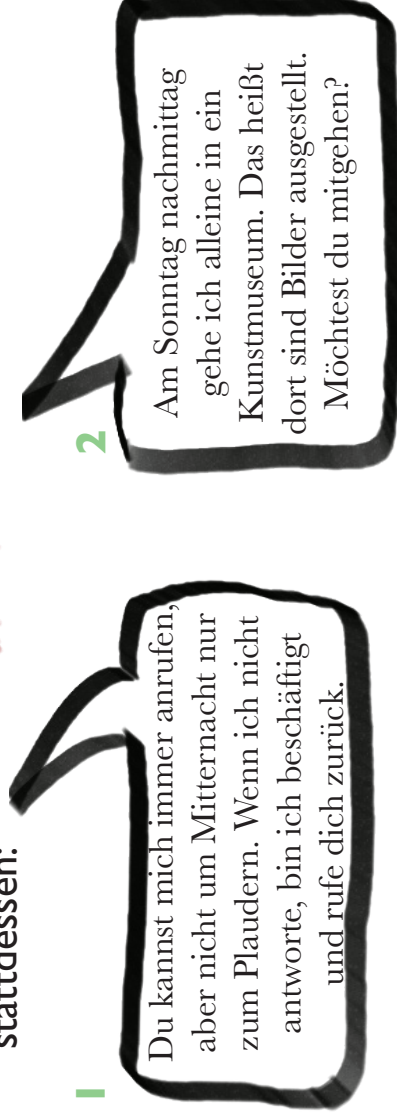 stattdessen:
1
Du kannst mich immer anrufen,
aber nicht um Mitternacht nur
zum Plaudern. Wenn ich nicht
antworte, bin ich beschäftigt
und rufe dich zurück.
2
Am Sonntag nachmittag
gehe ich alleine in ein
Kunstmuseum. Das heißt
dort sind Bilder ausgestellt.
Möchtest du mitgehen?